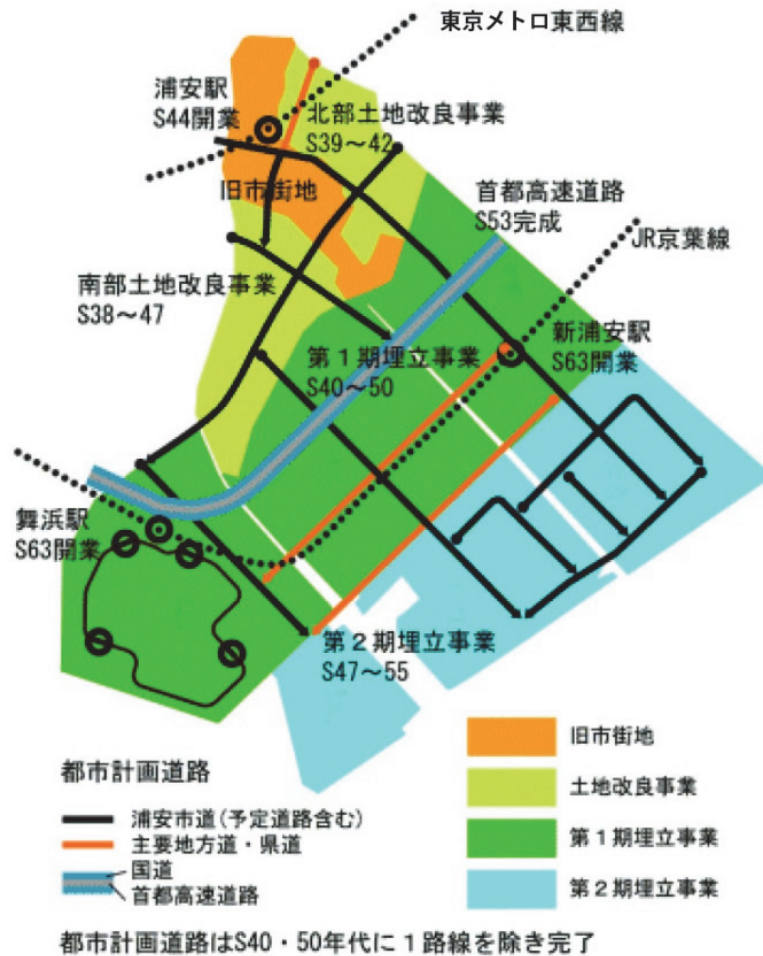 東京メトロ東西線
浦安駅
S44開業
北部土地改良事業
S39～42
旧市街地
首都高速道路
S53完成
JR京葉線
南部土地改良事業
S38～47
第１期埋立事業
S40～50
新浦安駅
S63開業
舞浜駅
S63開業
第２期埋立事業
S47～55
都市計画道路
浦安市道(予定道路含む)
主要地方道・県道
国道
首都高速道路
旧市街地
土地改良事業
第１期埋立事業
第２期埋立事業
都市計画道路はS40・50年代に１路線を除き完了